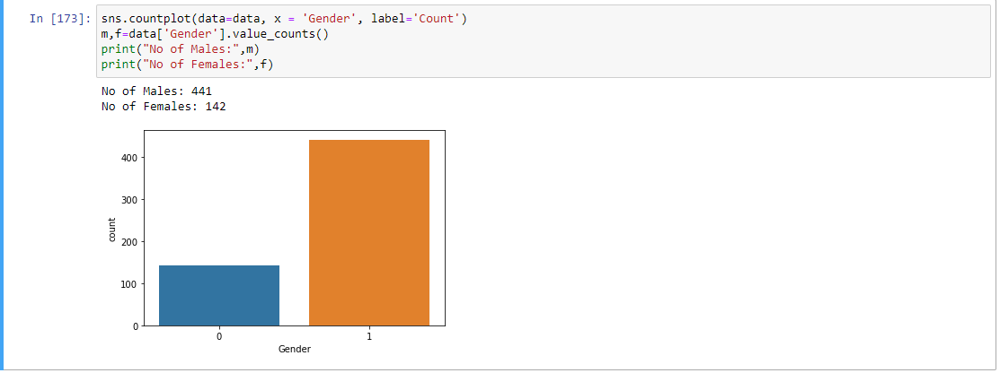 In [173]: sns.countplot(data=data, x = 'Gender', label='Count')
m,f=data['Gender'].value_counts()
print("No of Males:",m)
print("No of Females:",f)
No of Males: 441
No of Females: 142
400
300
200
100
0
count
0 1
Gender